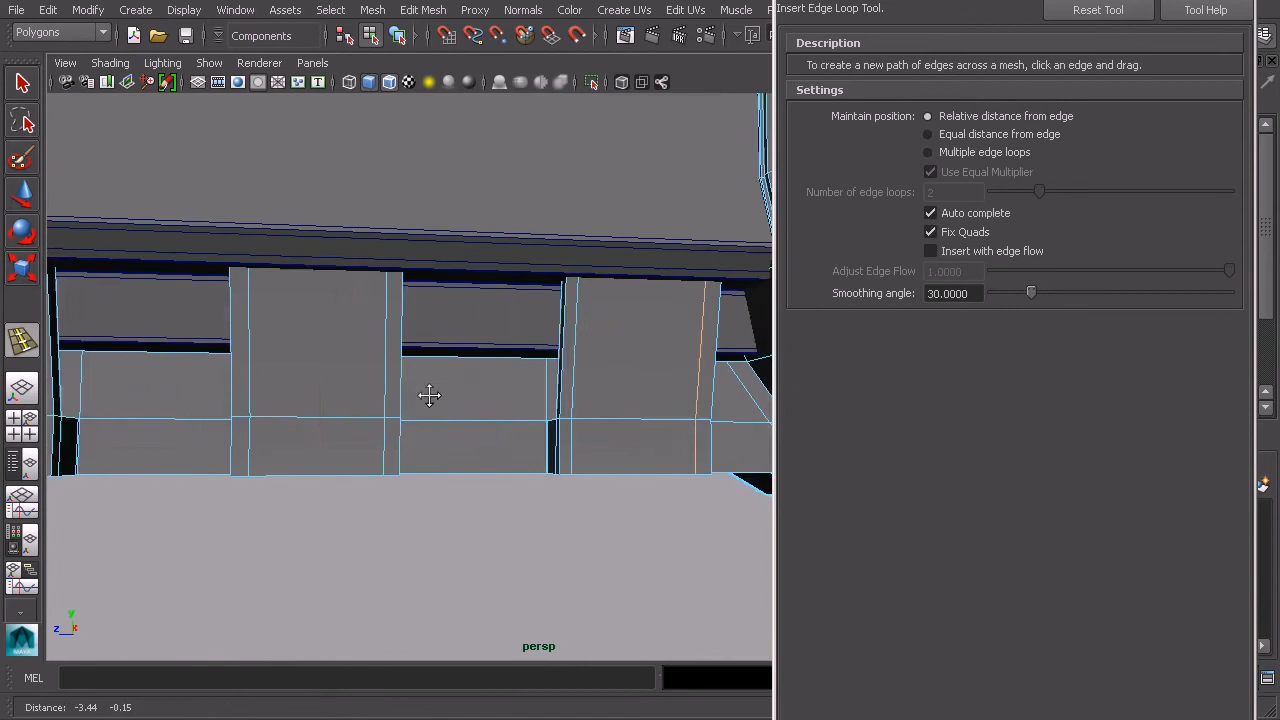 File Edit Modify Create Display Window Assets Select Mesh Edit Mesh Proxy Normals Color Create UVs Edit UVs
Insert Edge Loop Tool.
Reset Tool Tool Help
Polygons
Components
Muscle
View Shading Lighting Show Renderer Panels
Description
To create a new path of edges across a mesh, click an edge and drag.
Settings
Maintain position: Relative distance from edge
Equal distance from edge
Multiple edge loops
Use Equal Multiplier
Number of edge loops: 2
Auto complete
Fix Quads
Insert with edge flow
Adjust Edge Flow 1.0000
Smoothing angle: 30.0000
y
z x
persp
MEL
Distance: -3.44 -0.15